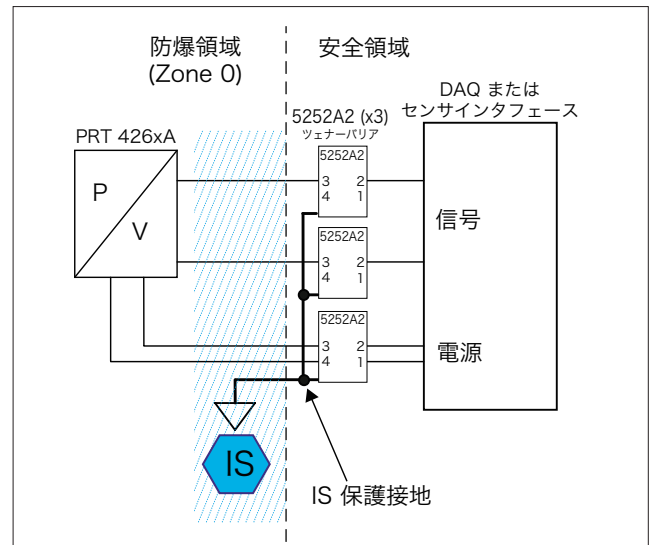 防爆領域
(Zone 0)
安全領域
DAQ または
センサインタフェース
5252A2 (x3)
ツェナーバリア
PRT 426xA
P
V
5252A2
3 2
4 1
信号
5252A2
3 2
4 1
5252A2
3 2
4 1
電源
IS
IS 保護接地